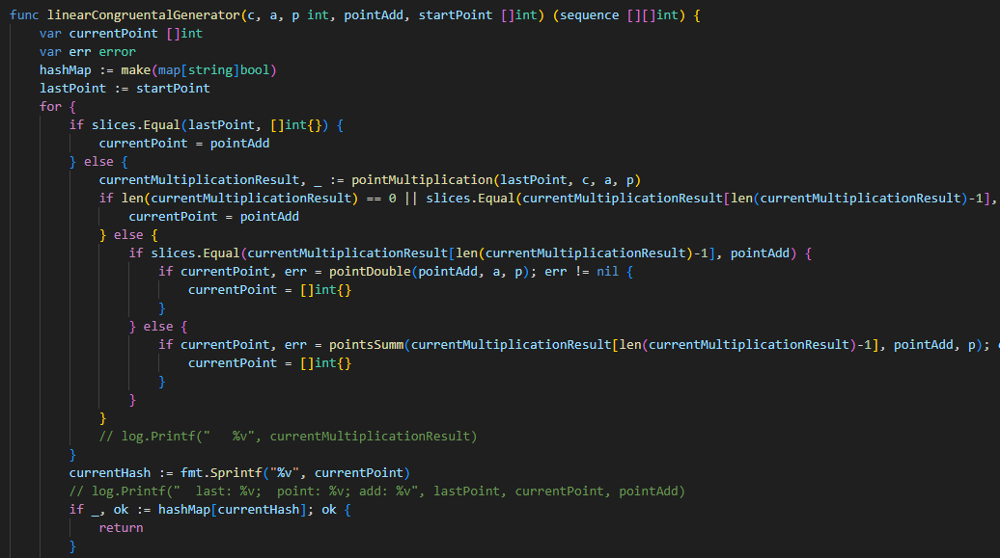 func linearCongruentalGenerator(c, a, p int, pointAdd, startPoint []int) (sequence [][]int) {
var currentPoint []int
var err error
hashMap := make(map[string]bool)
lastPoint := startPoint
for {
if slices.Equal(lastPoint, []int{}) {
currentPoint = pointAdd
} else {
currentMultiplicationResult, _ := pointMultiplication(lastPoint, c, a, p)
if len(currentMultiplicationResult) == 0 || slices.Equal(currentMultiplicationResult[len(currentMultiplicationResult)-1],
currentPoint = pointAdd
} else {
if slices.Equal(currentMultiplicationResult[len(currentMultiplicationResult)-1], pointAdd) {
if currentPoint, err = pointDouble(pointAdd, a, p); err != nil {
currentPoint = []int{}
}
} else {
if currentPoint, err = pointsSumm(currentMultiplicationResult[len(currentMultiplicationResult)-1], pointAdd, p);
currentPoint = []int{}
}
}
}
// log.Printf("   %v", currentMultiplicationResult)
}
currentHash := fmt.Sprintf("%v", currentPoint)
// log.Printf("  last: %v;  point: %v; add: %v", lastPoint, currentPoint, pointAdd)
if _, ok := hashMap[currentHash]; ok {
return
}